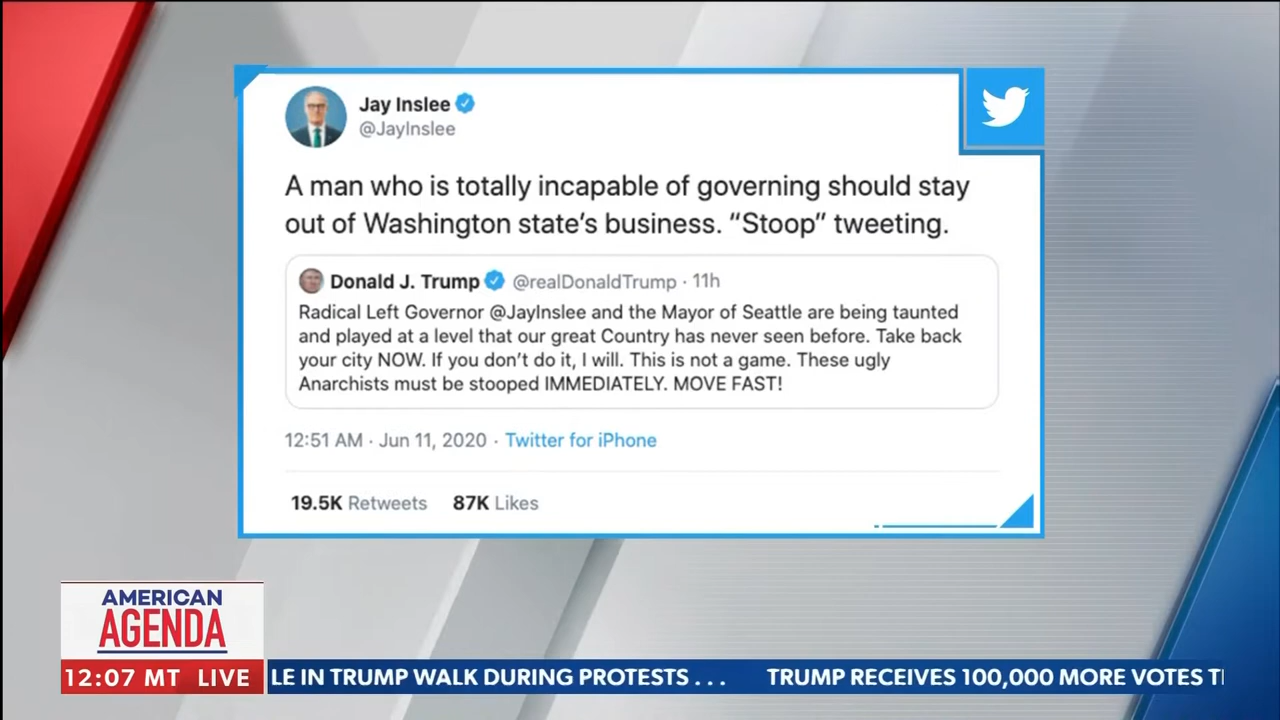 Jay Inslee
@JayInslee
A man who is totally incapable of governing should stay
out of Washington state’s business. “Stoop” tweeting.
Donald J. Trump @realDonaldTrump · 11h
Radical Left Governor @JayInslee and the Mayor of Seattle are being taunted
and played at a level that our great Country has never seen before. Take back
your city NOW. If you don’t do it, I will. This is not a game. These ugly
Anarchists must be stooped IMMEDIATELY. MOVE FAST!
12:51 AM · Jun 11, 2020 · Twitter for iPhone
19.5K Retweets 87K Likes
AMERICAN
AGENDA
12:07 MT LIVE
LE IN TRUMP WALK DURING PROTESTS . . . TRUMP RECEIVES 100,000 MORE VOTES